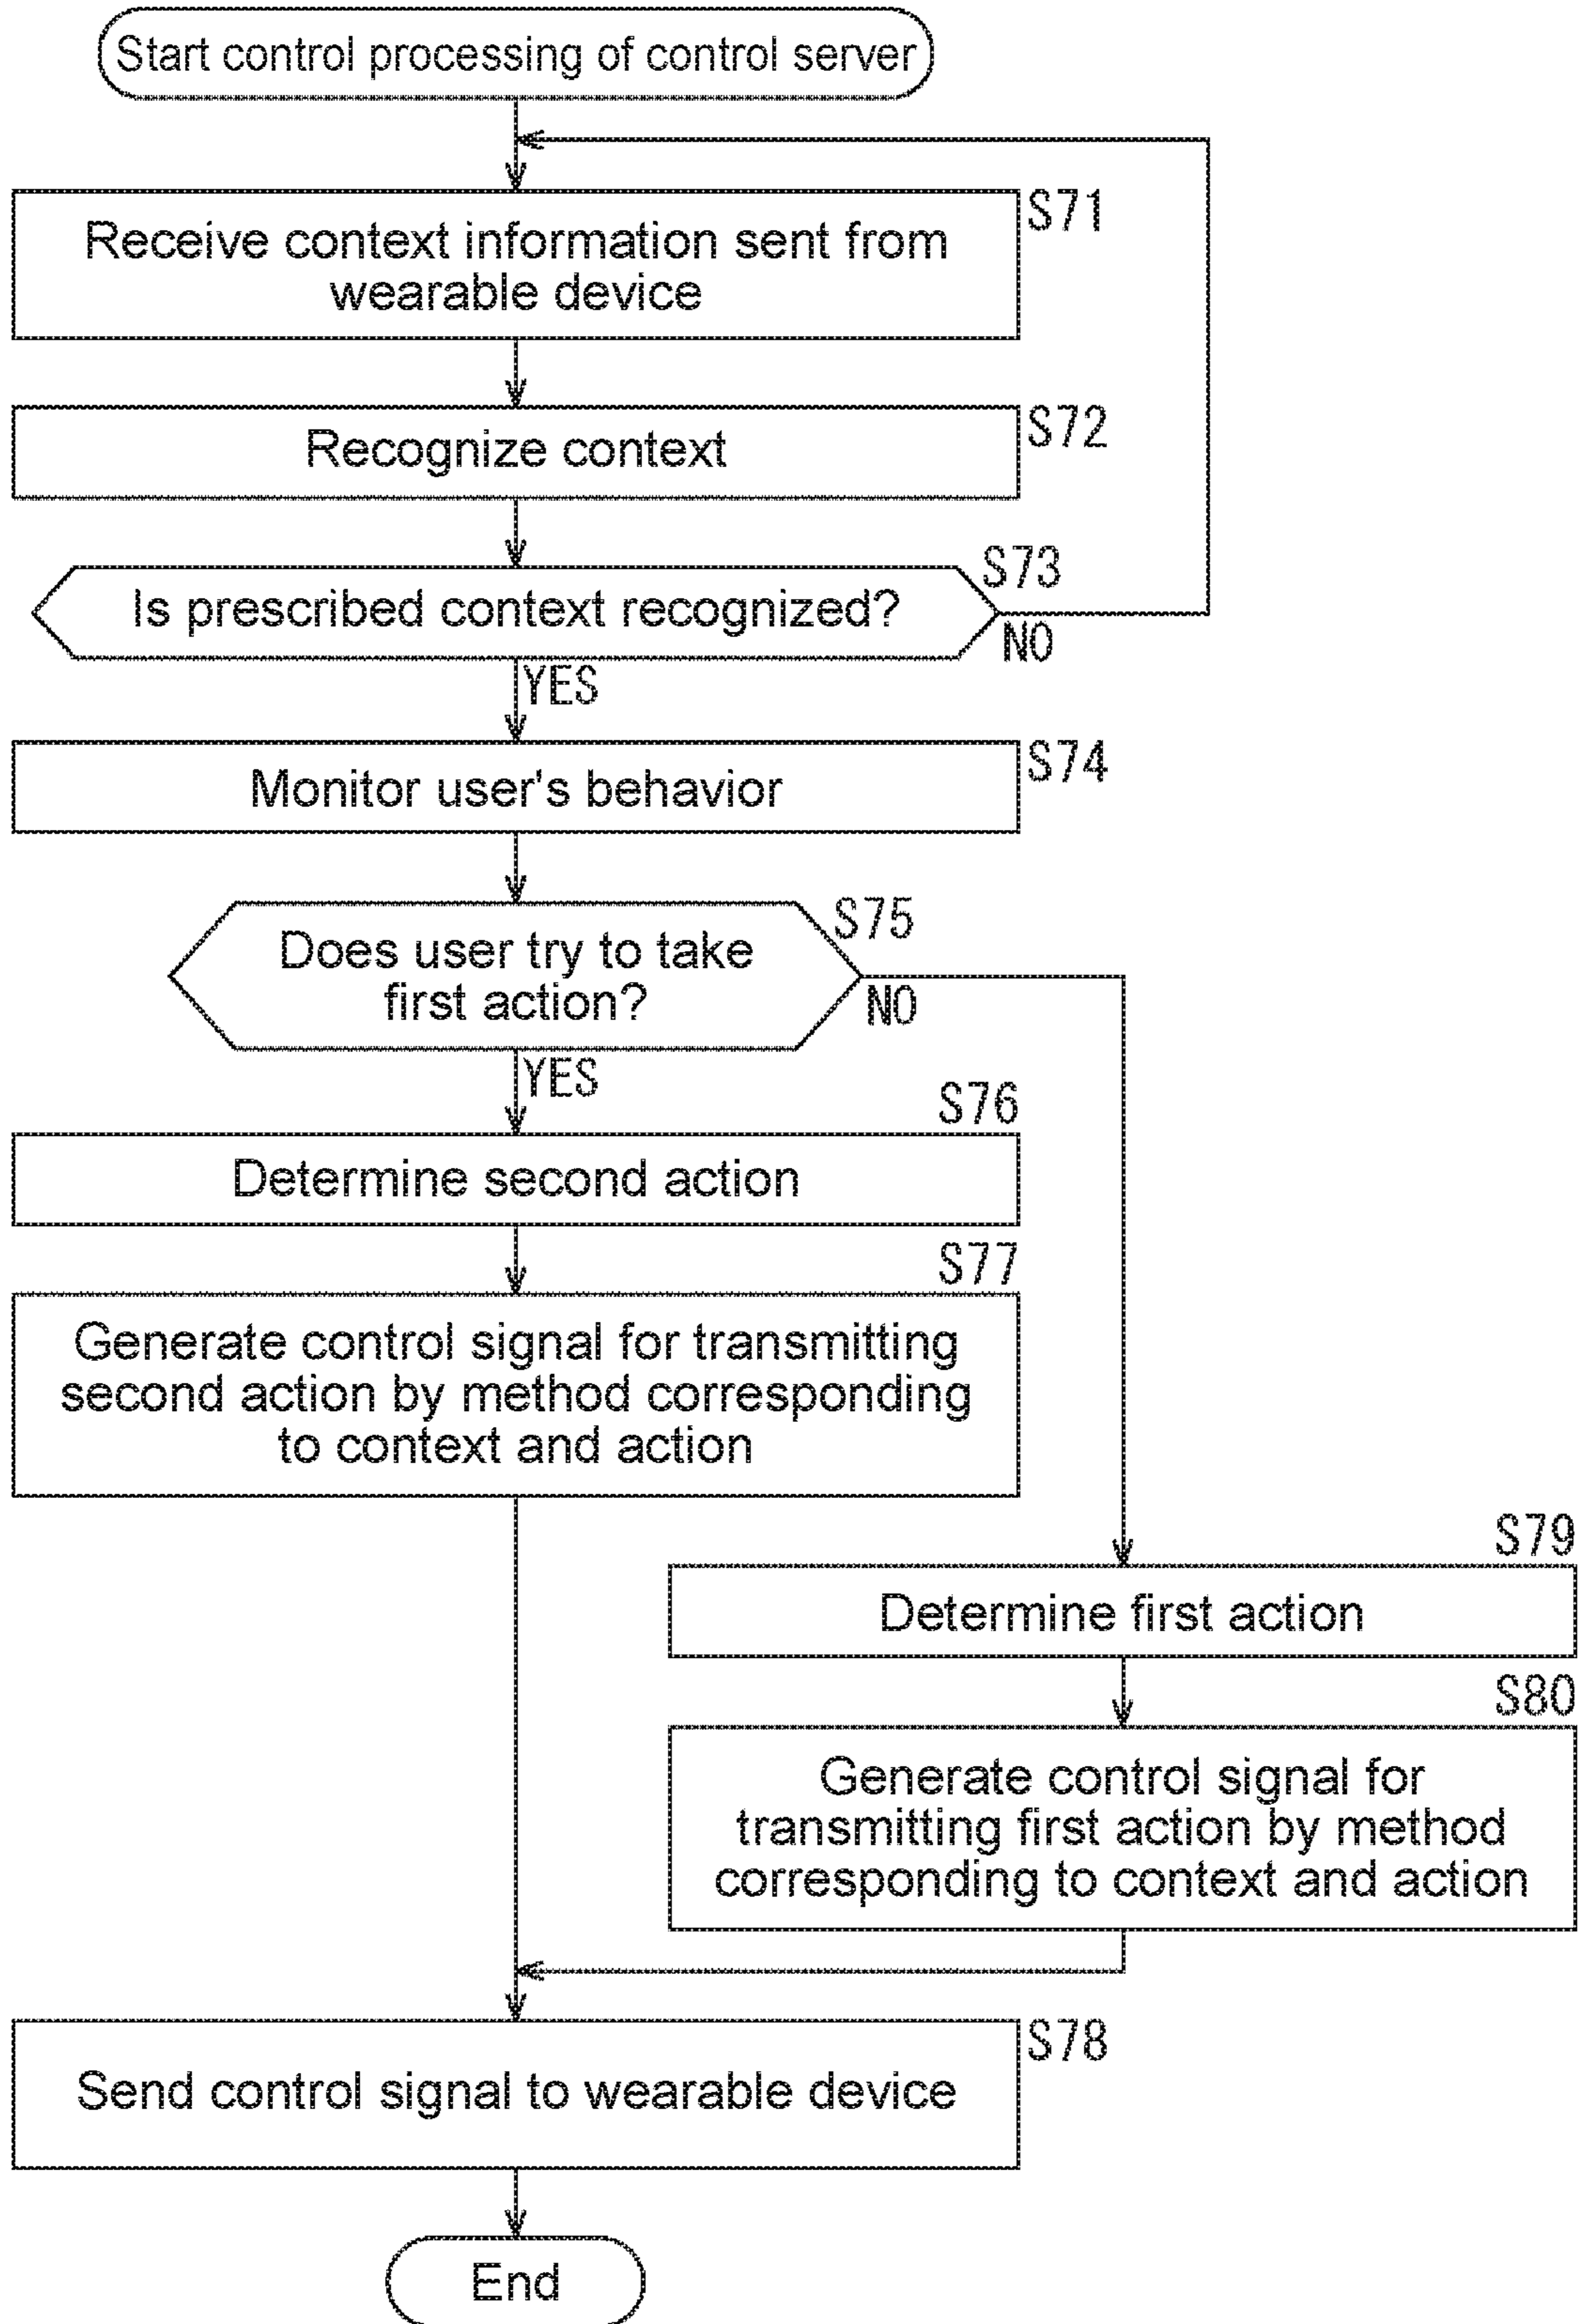 Start control processing of control server
S71
Receive context information sent from
wearable device
S72
Recognize context
S73
Is prescribed context recognized?
NO
YES
S74
Monitor user's behavior
S75
Does user try to take
first action?
NO
YES
S76
Determine second action
S77
Generate control signal for transmitting
second action by method corresponding
to context and action
S79
Determine first action
S80
Generate control signal for
transmitting first action by method
corresponding to context and action
S78
Send control signal to wearable device
End